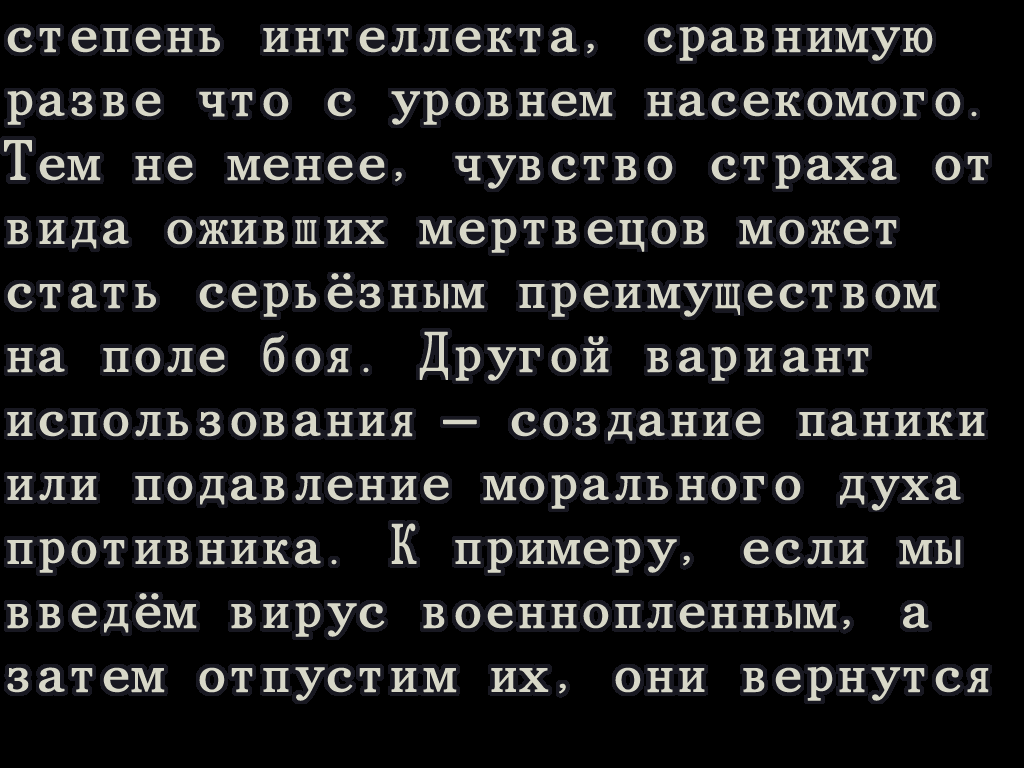 степень интеллекта, сравнимую
разве что с уровнем насекомого.
Тем не менее, чувство страха от
вида оживших мертвецов может
стать серьёзным преимуществом
на поле боя. Другой вариант
использования — создание паники
или подавление морального духа
противника. К примеру, если мы
введём вирус военнопленным, а
затем отпустим их, они вернутся